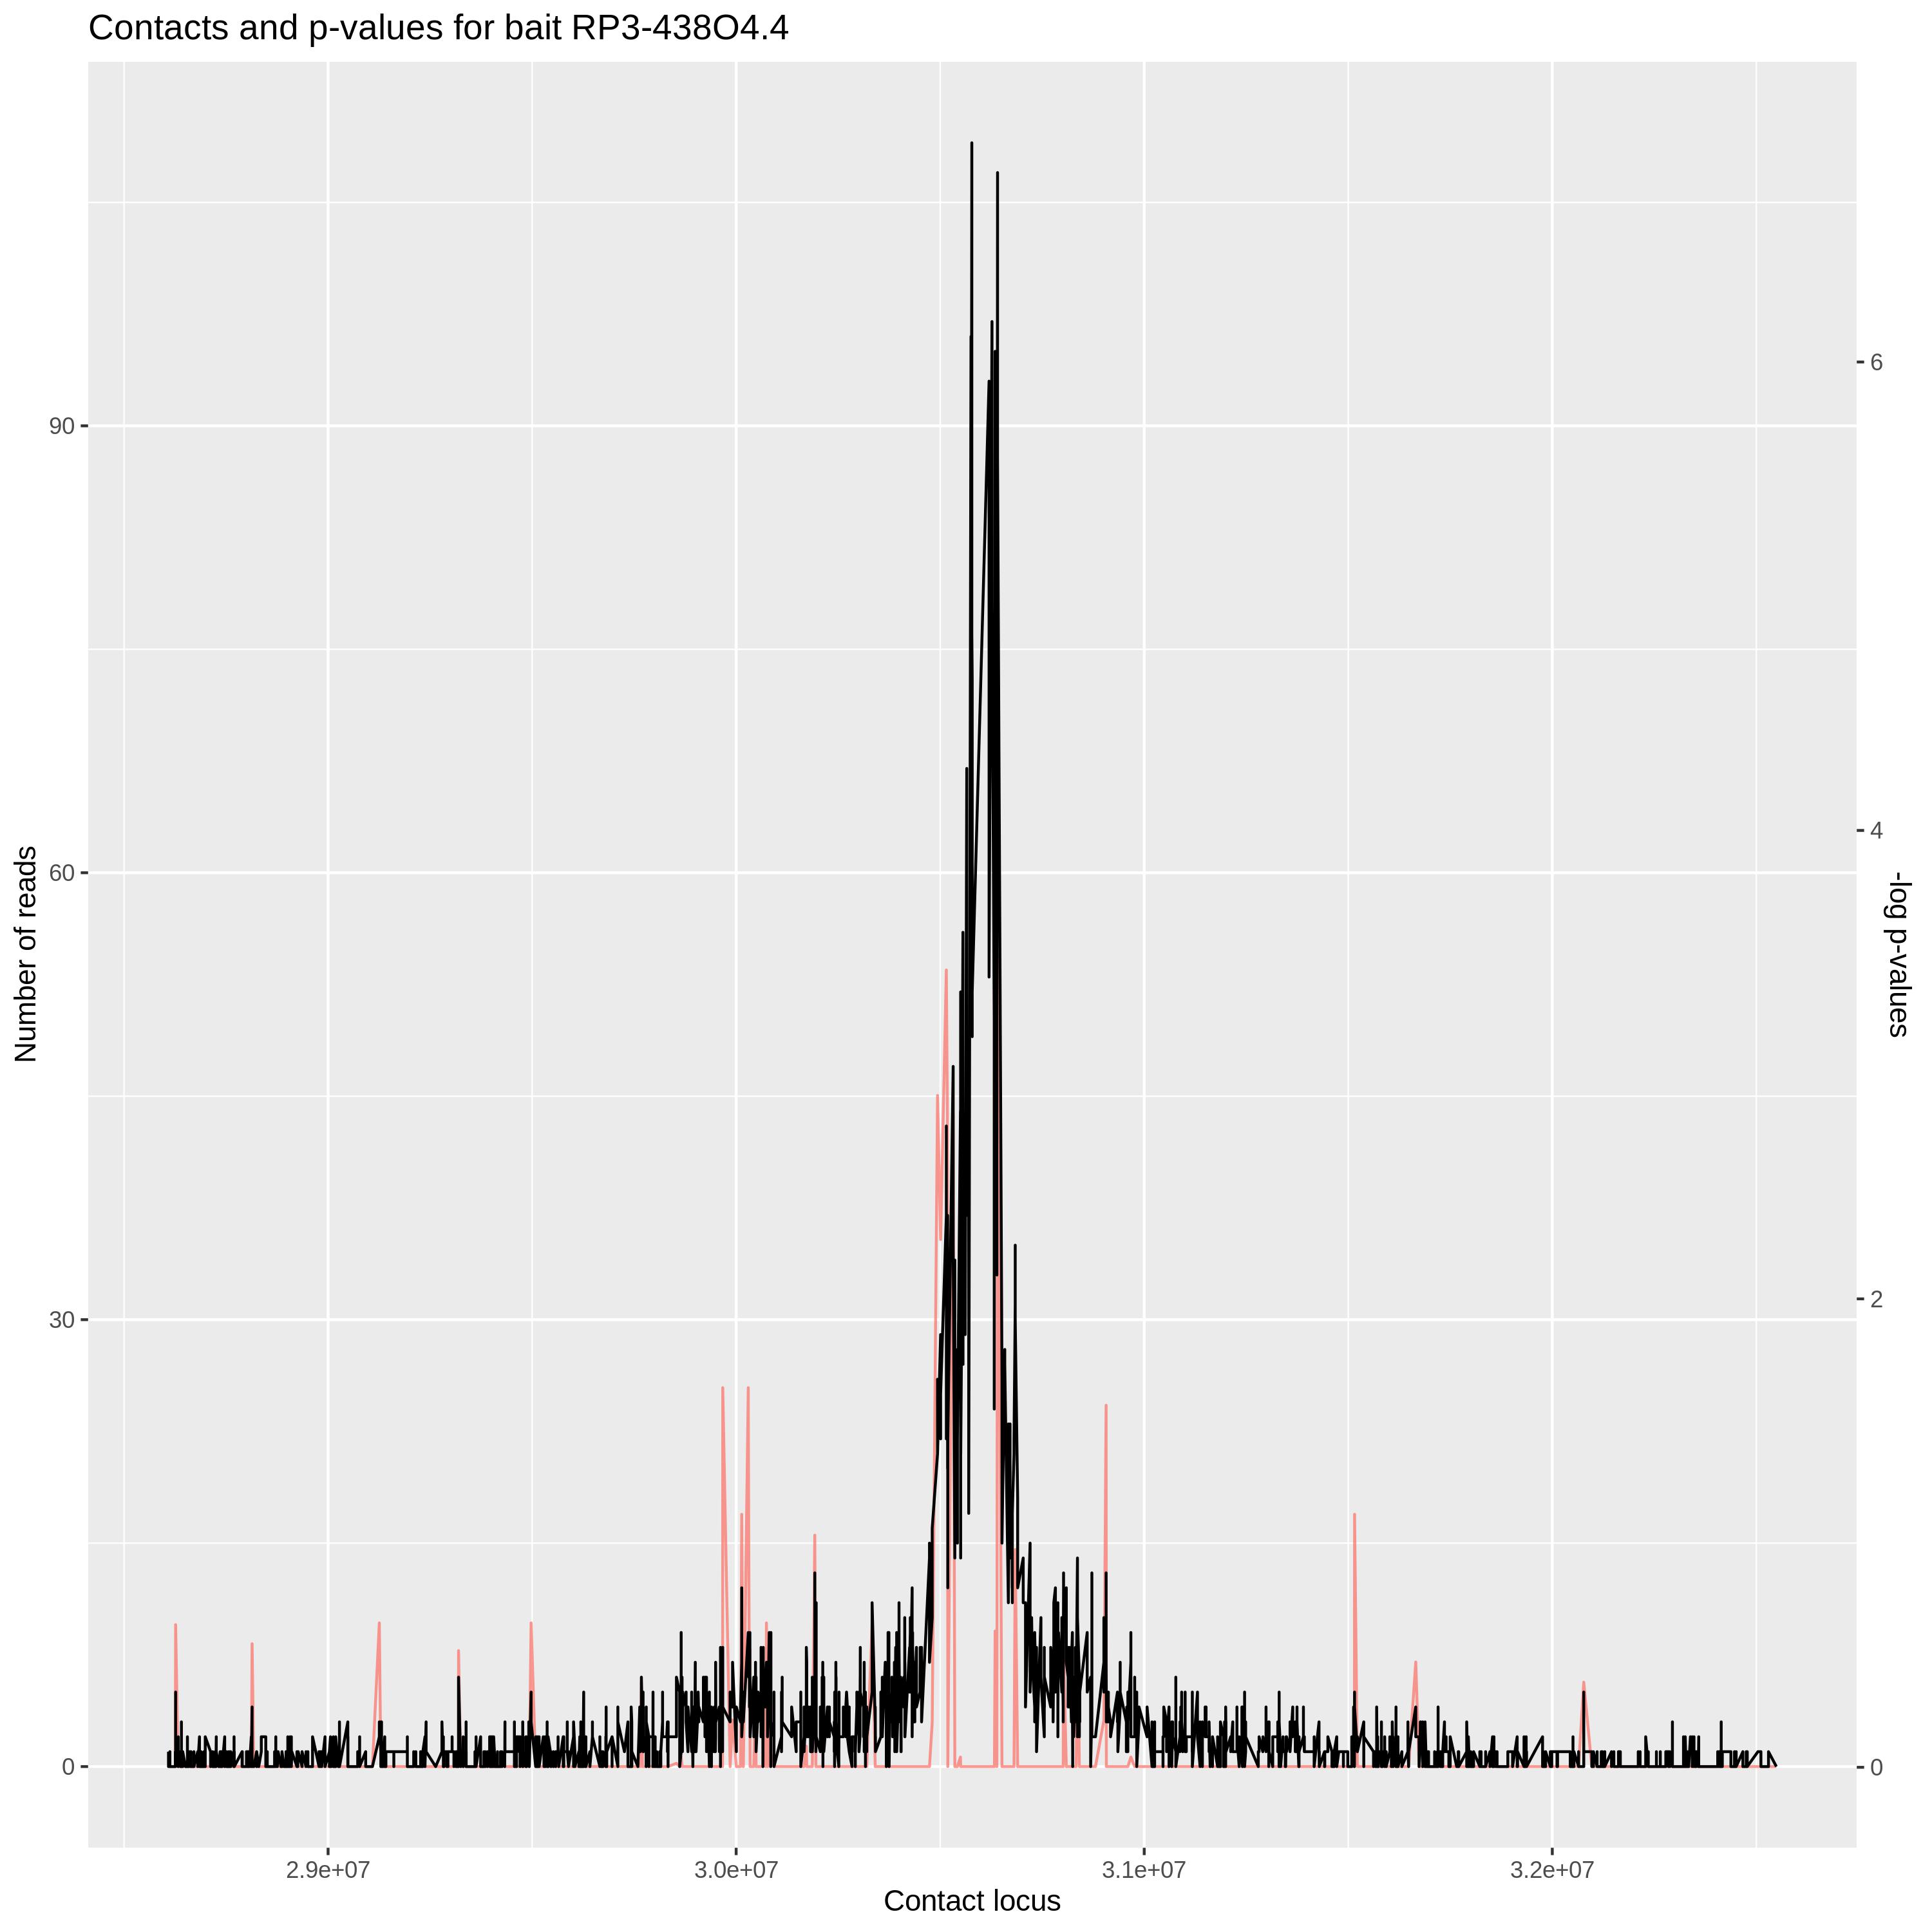 Contacts and p-values for bait RP3-438O4.4
90
60
30
0
6
4
2
0
Number of reads
-log p-values
2.9e+07 3.0e+07 3.1e+07 3.2e+07
Contact locus